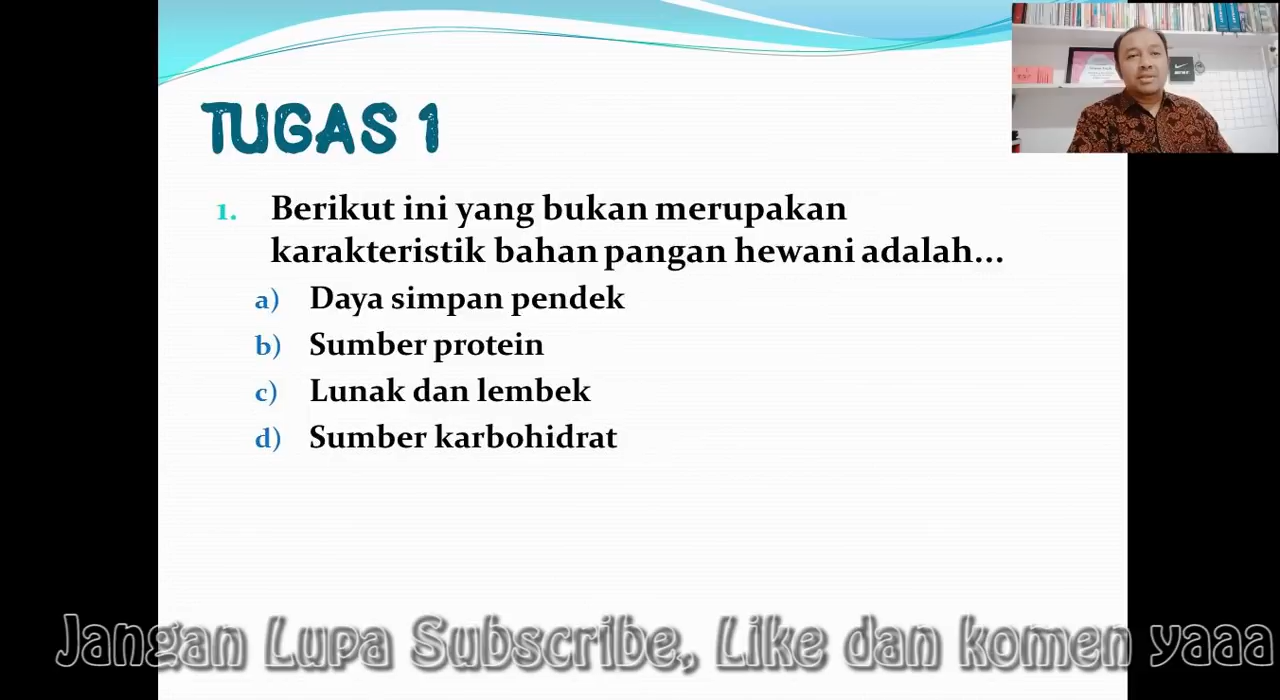 TUGAS 1
1. Berikut ini yang bukan merupakan
karakteristik bahan pangan hewani adalah...
a) Daya simpan pendek
b) Sumber protein
c) Lunak dan lembek
d) Sumber karbohidrat
Jangan Lupa Subscribe, Like dan komen yaaa